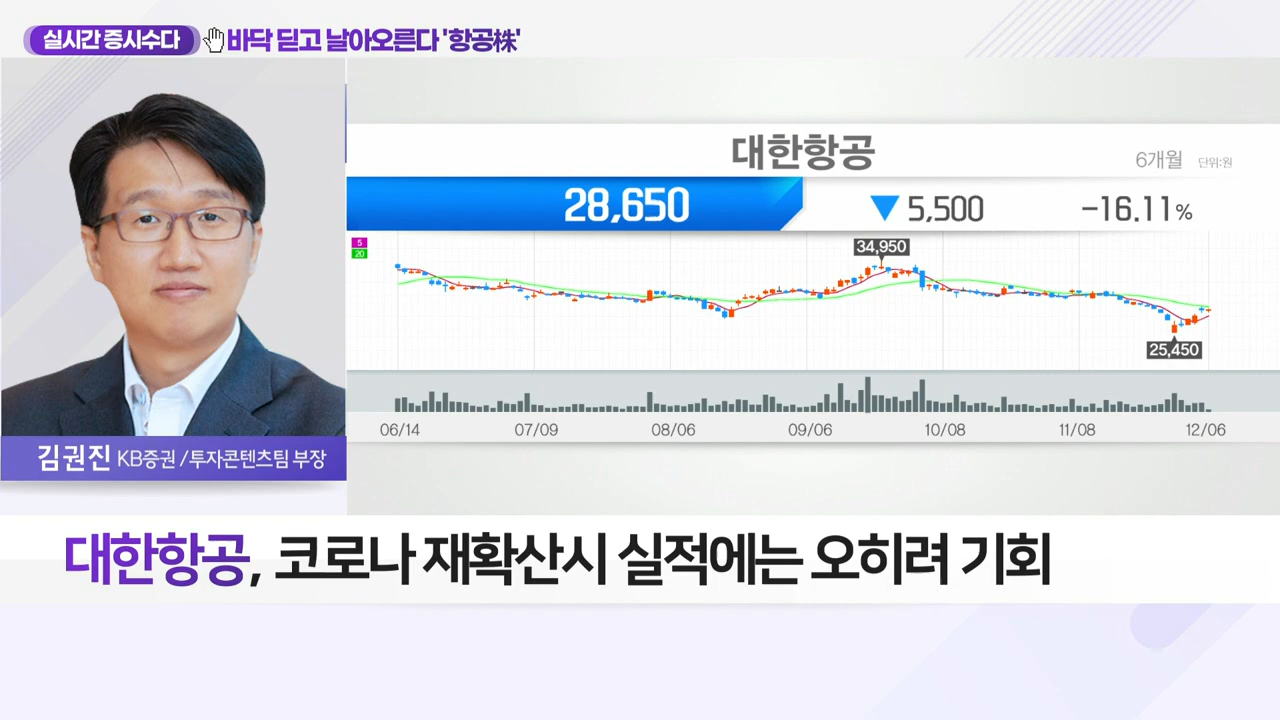 실시간 증시수다 바닥 딛고 날아오른다 '항공株'
대한항공
6개월 단위:원
28,650 ▼ 5,500 -16.11%
5
20
34,950
25,450
06/14 07/09 08/06 09/06 10/08 11/08 12/06
김권진 KB증권 / 투자콘텐츠팀 부장
대한항공, 코로나 재확산시 실적에는 오히려 기회